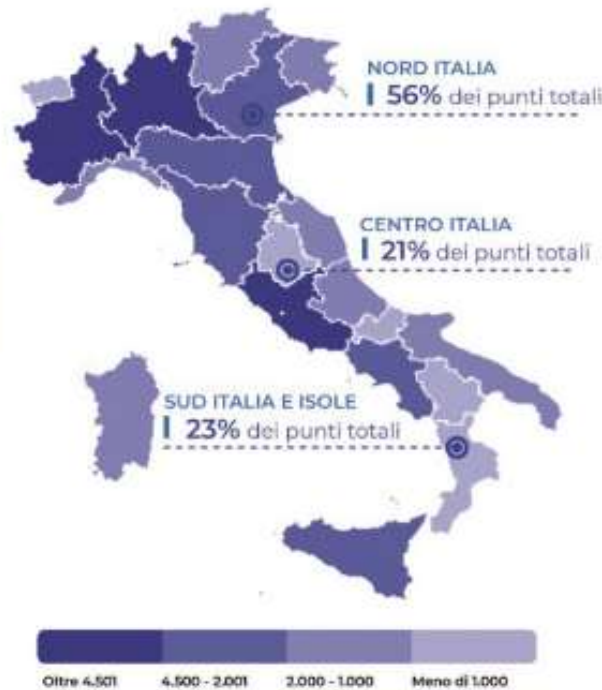 NORD ITALIA
56% dei punti totali
CENTRO ITALIA
21% dei punti totali
SUD ITALIA E ISOLE
23% dei punti totali
Oltre 4.501
4.500 - 2.001
2.000 - 1.000
Meno di 1.000